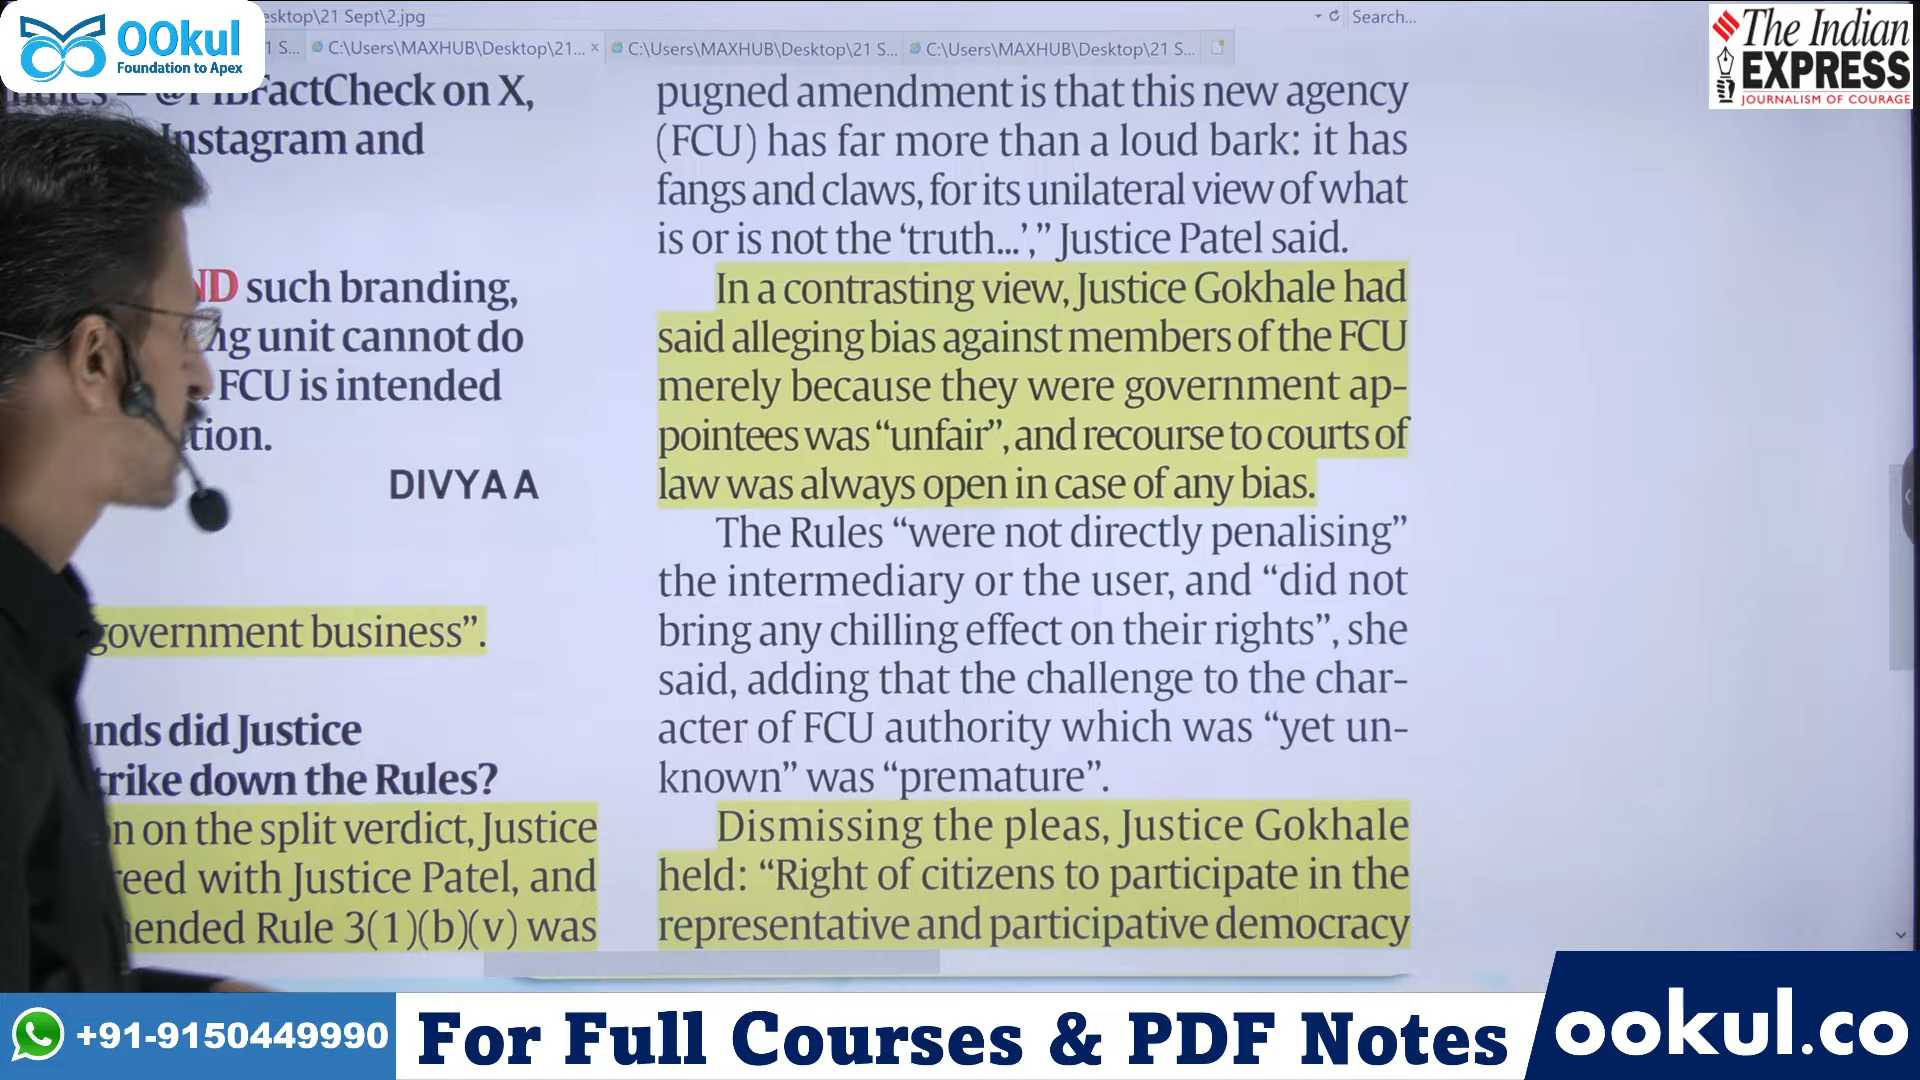 OOkul
Foundation to Apex
esktop\21 Sept\2.jpg
Search...
1 S...
C:\Users\MAXHUB\Desktop\21...
C:\Users\MAXHUB\Desktop\21 S...
C:\Users\MAXHUB\Desktop\21 S...
The Indian
EXPRESS
JOURNALISM OF COURAGE
FactCheck on X,
Instagram and
such branding,
unit cannot do
FCU is intended
DIVYA A
government business”.
did Justice
down the Rules?
on the split verdict, Justice
with Justice Patel, and
Rule 3(1)(b)(v) was
pugned amendment is that this new agency
(FCU) has far more than a loud bark: it has
fangs and claws, for its unilateral view of what
is or is not the ‘truth...’,” Justice Patel said.
In a contrasting view, Justice Gokhale had
said alleging bias against members of the FCU
merely because they were government ap-
pointees was “unfair”, and recourse to courts of
law was always open in case of any bias.
The Rules “were not directly penalising”
the intermediary or the user, and “did not
bring any chilling effect on their rights”, she
said, adding that the challenge to the char-
acter of FCU authority which was “yet un-
known” was “premature”.
Dismissing the pleas, Justice Gokhale
held: “Right of citizens to participate in the
representative and participative democracy
+91-9150449990
For Full Courses & PDF Notes
ookul.co